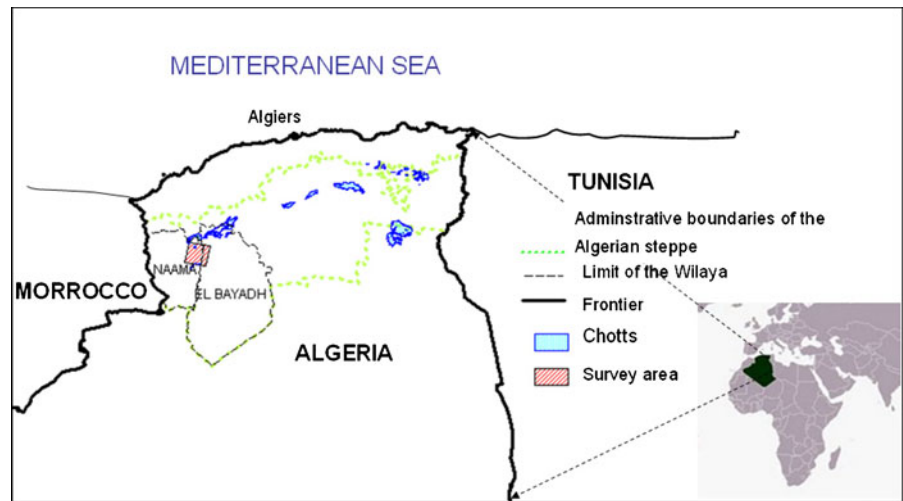 MEDITERRANEAN SEA
Algiers
TUNISIA
Adminstrative boundaries of the
Algerian steppe
Limit of the Wilaya
NAAMA
EL BAYADH
MORROCCO
Frontier
Chotts
ALGERIA
Survey area